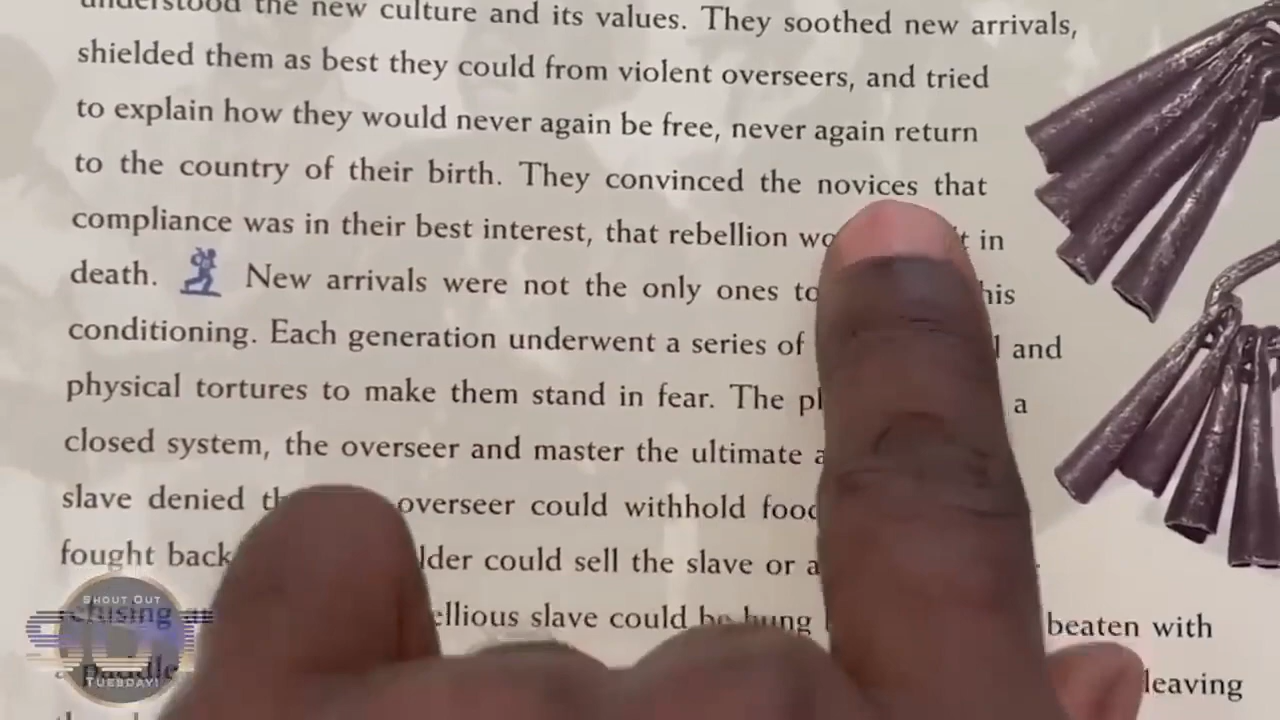 understood the new culture and its values. They soothed new arrivals,
shielded them as best they could from violent overseers, and tried
to explain how they would never again be free, never again return
to the country of their birth. They convinced the novices that
compliance was in their best interest, that rebellion in
death. New arrivals were not the only ones
conditioning. Each generation underwent a series of and
physical tortures to make them stand in fear. The a
closed system, the overseer and master the ultimate
slave denied overseer could withhold
fought back could sell the slave or
slave could be hung beaten with
leaving
SHOUT OUT
SOT
TUESDAY!